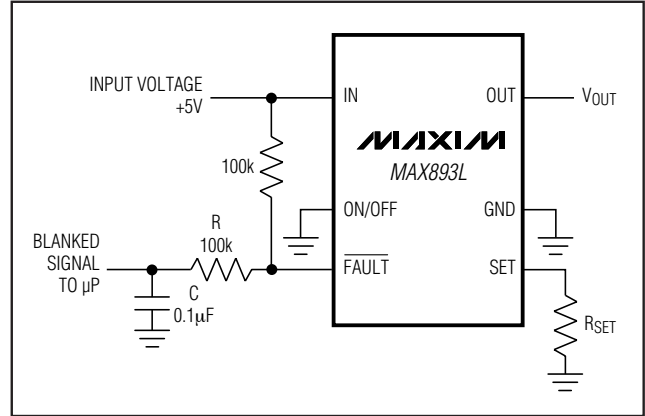 INPUT VOLTAGE
+5V
IN
OUT
VOUT
100k
MAXIM
MAX893L
R
100k
ON/OFF
GND
BLANKED
SIGNAL
TO µP
FAULT
SET
C
0.1µF
RSET